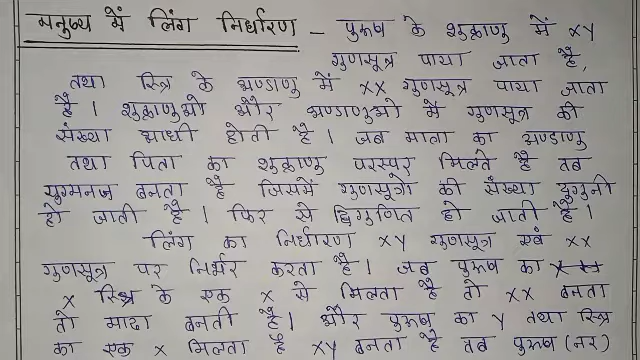 मनुष्य में लिंग निर्धारण – पुरूष के शुक्राणु में XY
गुणसूत्र पाया जाता है,
तथा स्त्रि के अण्डाणु में XX गुणसूत्र पाया जाता
है । शुक्राणुओ और अण्डाणुओ में गुणसूत्र की
संख्या आधी होती है । जब माता का अण्डाणु
तथा पिता का शुक्राणु परस्पर मिलते है तब
युग्मनज बनता है जिसमें गुणसूत्रो की संख्या दुगुनी
हो जाती है । फिर से द्विगुणित हो जाती है ।
लिंग का निर्धारण XY गुणसूत्र एवं XX
गुणसूत्र पर निर्भर करता है । जब पुरूष का
X स्त्रि के एक X से मिलता है तो XX बनता
तो मादा बनती है । और पुरूष का Y तथा स्त्रि
का एक X मिलता है XY बनता है तब पुरूष (नर)